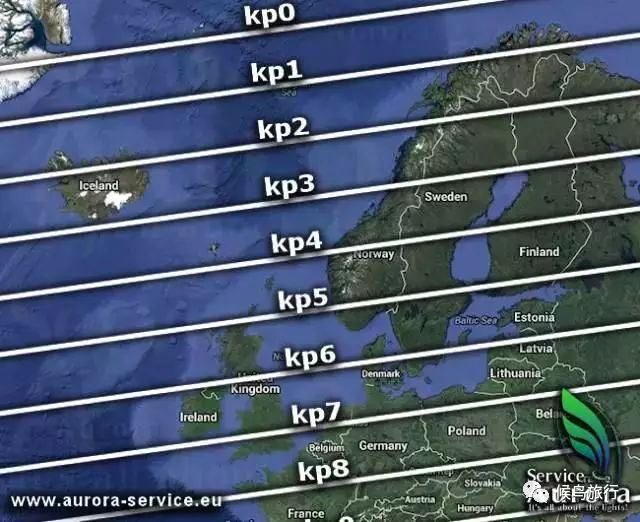 kp0
kp1
kp2
Iceland
kp3
Sweden
kp4
Norway
Finland
kp5
Baltic Sea
Estonia
kp6
Latvia
United
Kingdom
Denmark
Lithuania
kp7
Ireland
Poland
Belgium
Germany
kp8
Service
Austria
Slovakia
Hungary
候鸟旅行
www.aurora-service.eu
France
It's all about the lights!